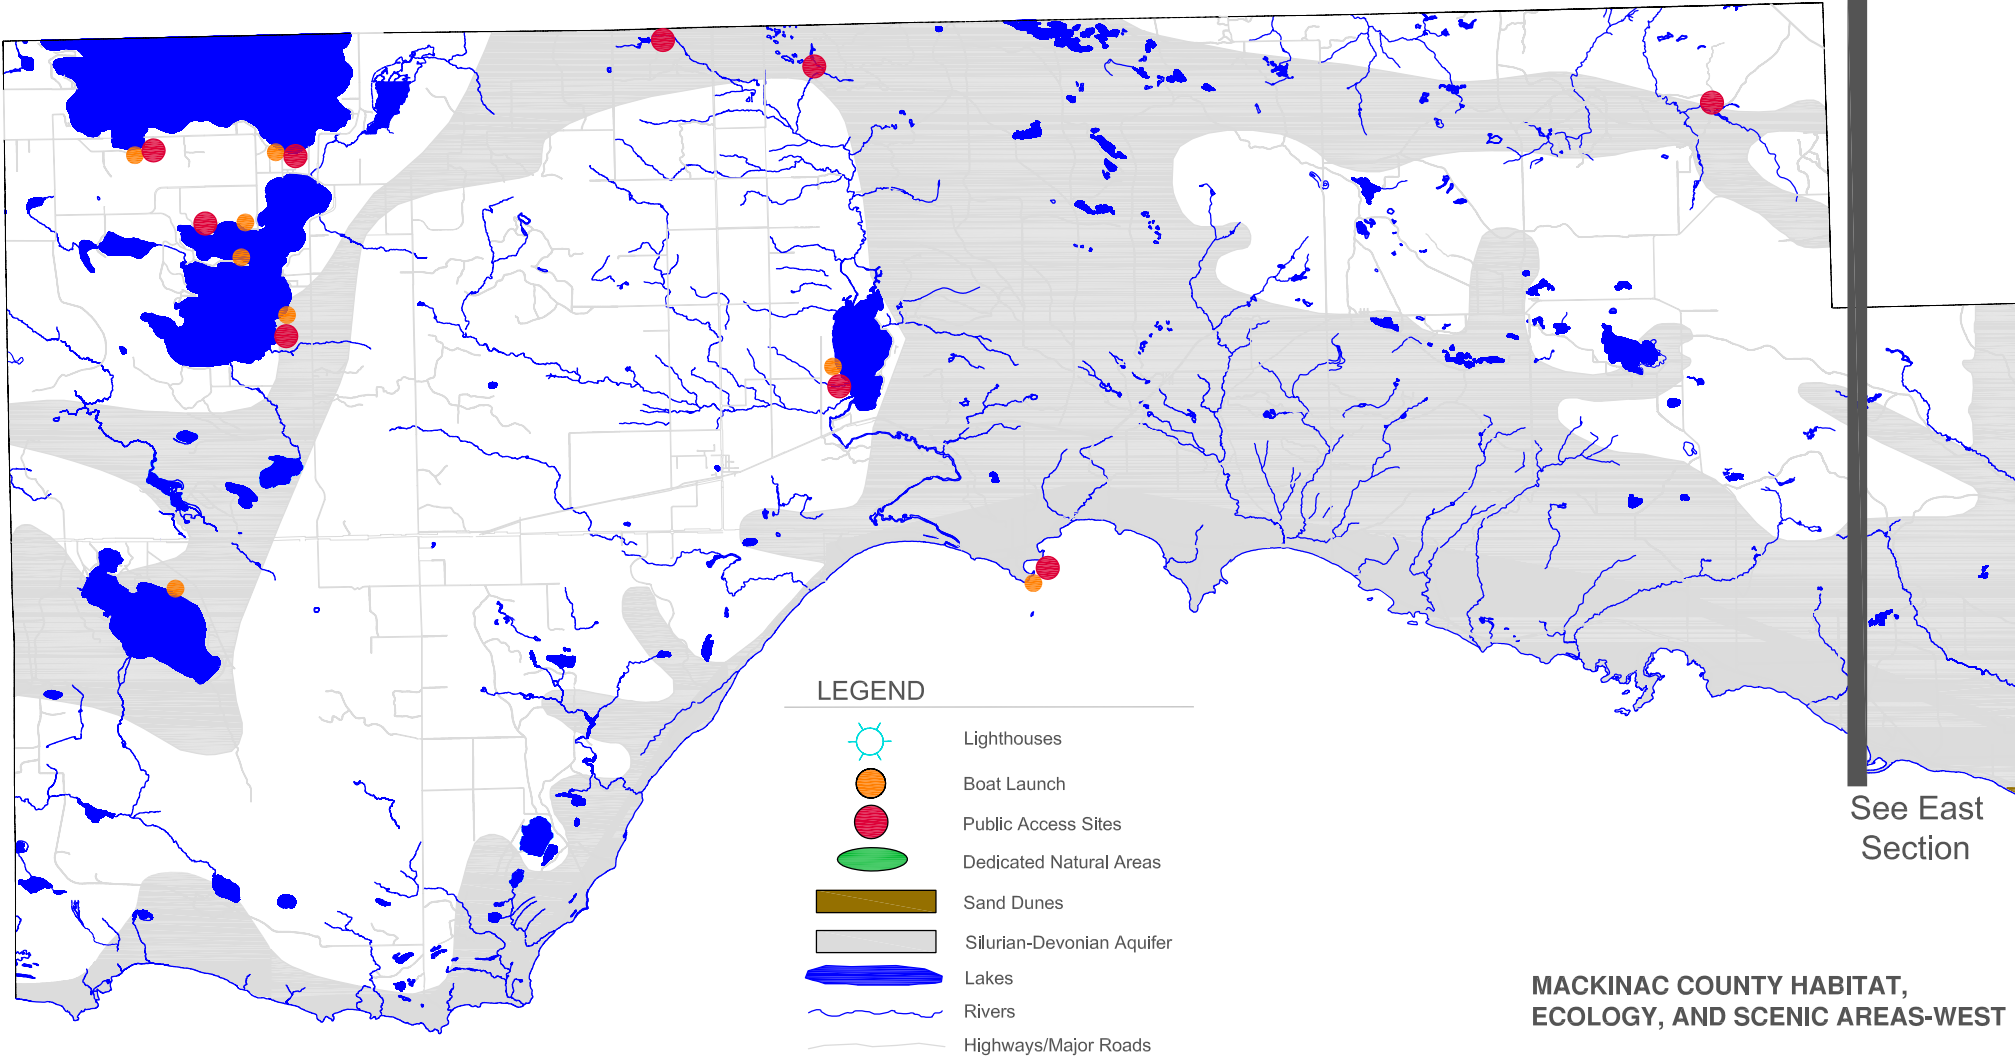 LEGEND
Lighthouses
Boat Launch
Public Access Sites
Dedicated Natural Areas
Sand Dunes
Silurian-Devonian Aquifer
Lakes
Rivers
Highways/Major Roads
See East
Section
MACKINAC COUNTY HABITAT,
ECOLOGY, AND SCENIC AREAS-WEST